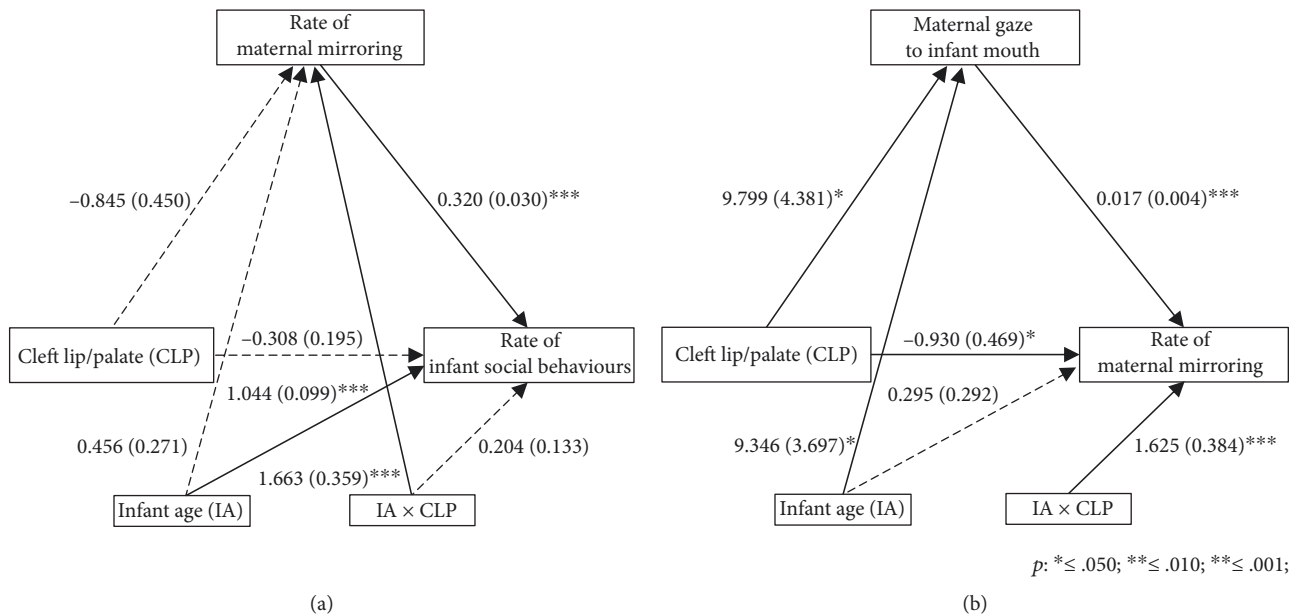 Rate of
maternal mirroring
–0.845 (0.450)
0.320 (0.030)***
Cleft lip/palate (CLP)
–0.308 (0.195)
Rate of
infant social behaviours
1.044 (0.099)***
0.456 (0.271)
0.204 (0.133)
1.663 (0.359)***
Infant age (IA)
IA × CLP
(a)
Maternal gaze
to infant mouth
9.799 (4.381)*
0.017 (0.004)***
Cleft lip/palate (CLP)
–0.930 (0.469)*
Rate of
maternal mirroring
0.295 (0.292)
9.346 (3.697)*
1.625 (0.384)***
Infant age (IA)
IA × CLP
p: *≤ .050; **≤ .010; **≤ .001;
(b)